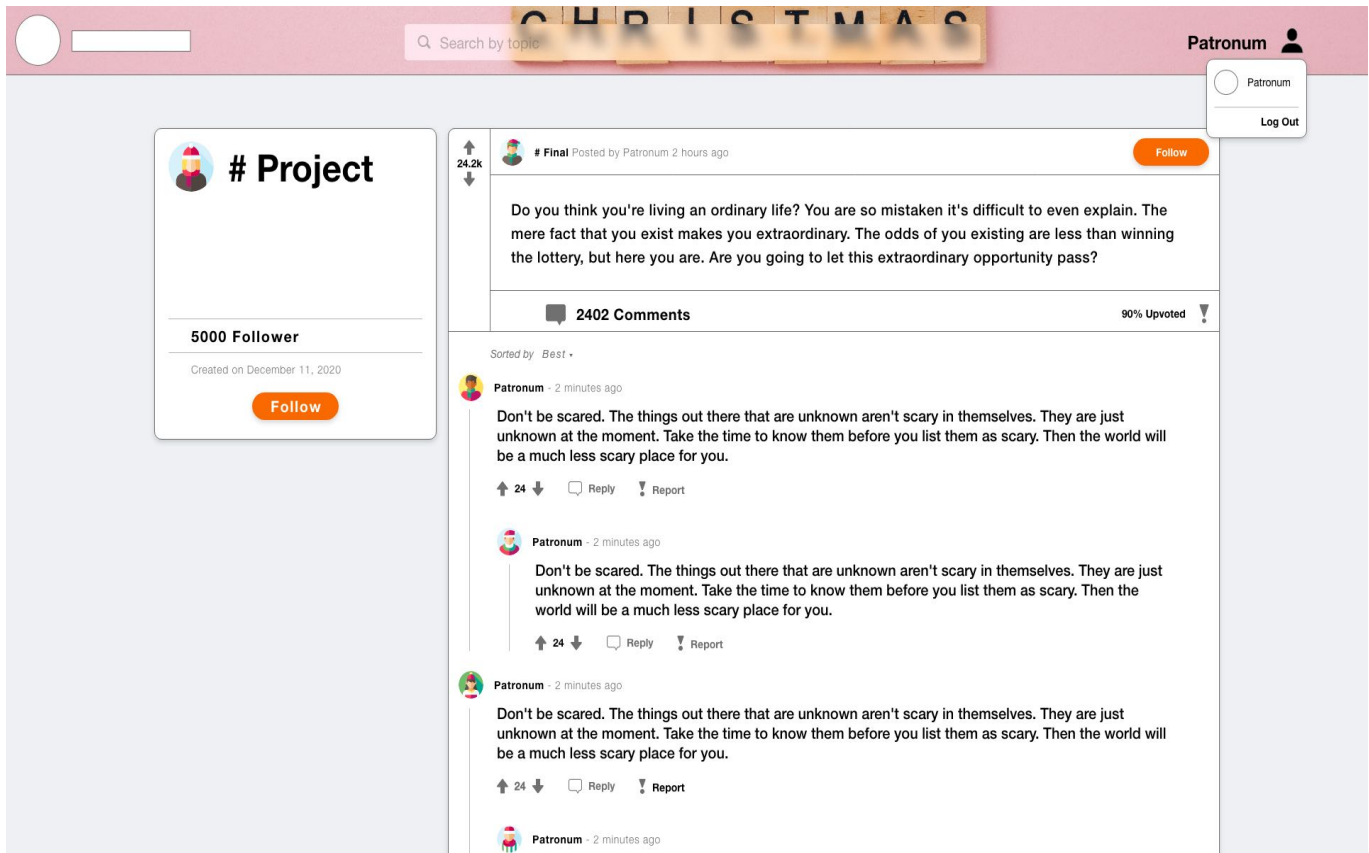 CHRISTMAS
Search by topic
Patronum
Patronum
Log Out
# Project
5000 Follower
Created on December 11, 2020
Follow
24.2k
# Final Posted by Patronum 2 hours ago
Follow
Do you think you're living an ordinary life? You are so mistaken it's difficult to even explain. The
mere fact that you exist makes you extraordinary. The odds of you existing are less than winning
the lottery, but here you are. Are you going to let this extraordinary opportunity pass?
2402 Comments
90% Upvoted
Sorted by Best
Patronum - 2 minutes ago
Don't be scared. The things out there that are unknown aren't scary in themselves. They are just
unknown at the moment. Take the time to know them before you list them as scary. Then the world will
be a much less scary place for you.
24 Reply Report
Patronum - 2 minutes ago
Don't be scared. The things out there that are unknown aren't scary in themselves. They are just
unknown at the moment. Take the time to know them before you list them as scary. Then the
world will be a much less scary place for you.
24 Reply Report
Patronum - 2 minutes ago
Don't be scared. The things out there that are unknown aren't scary in themselves. They are just
unknown at the moment. Take the time to know them before you list them as scary. Then the world will
be a much less scary place for you.
24 Reply Report
Patronum - 2 minutes ago